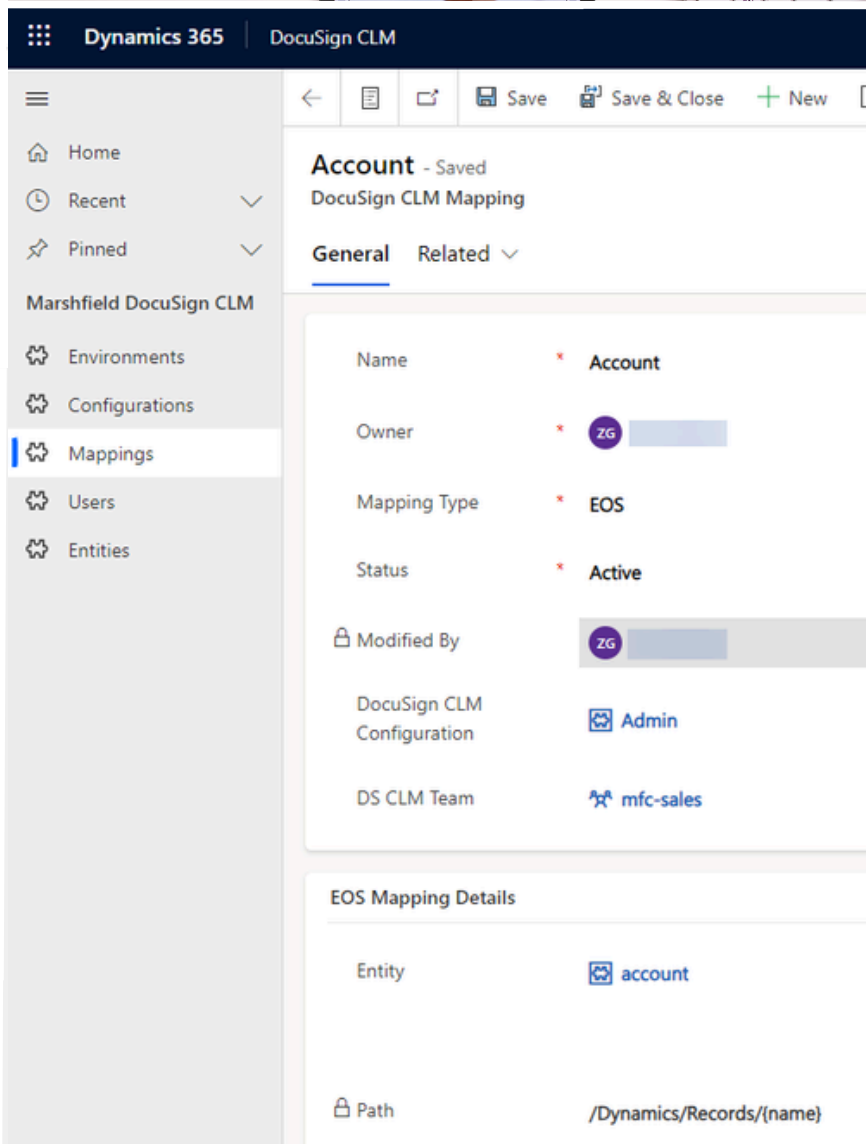 Dynamics 365 DocuSign CLM
Save Save & Close New
Home
Recent
Pinned
Marshfield DocuSign CLM
Environments
Configurations
Mappings
Users
Entities
Account - Saved
DocuSign CLM Mapping
General Related
Name * Account
Owner * ZG
Mapping Type * EOS
Status * Active
Modified By ZG
DocuSign CLM
Configuration
Admin
DS CLM Team mfc-sales
EOS Mapping Details
Entity account
Path /Dynamics/Records/{name}